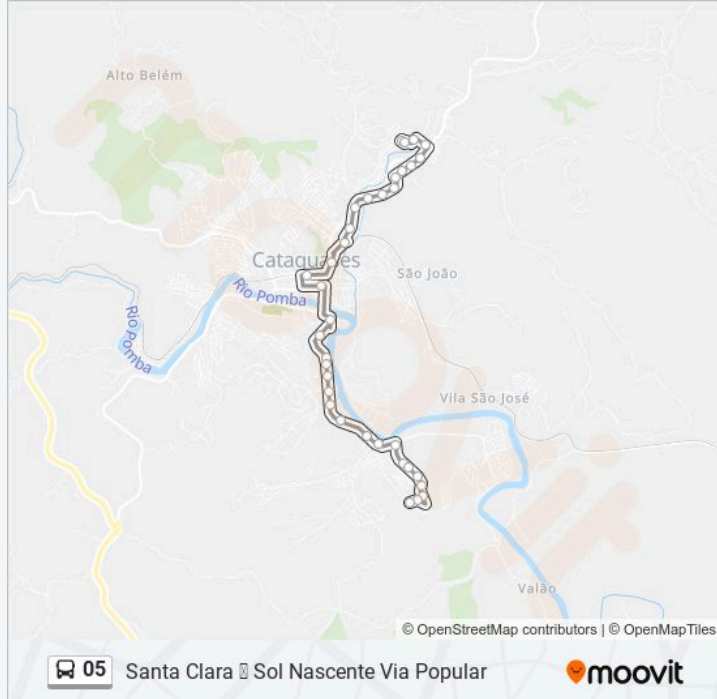 Alto Belém
Cataguases
São João
Rio Pomba
Rio Pomba
Vila São José
Valão
© OpenStreetMap contributors | © OpenMapTiles
05 Santa Clara  Sol Nascente Via Popular
moovit